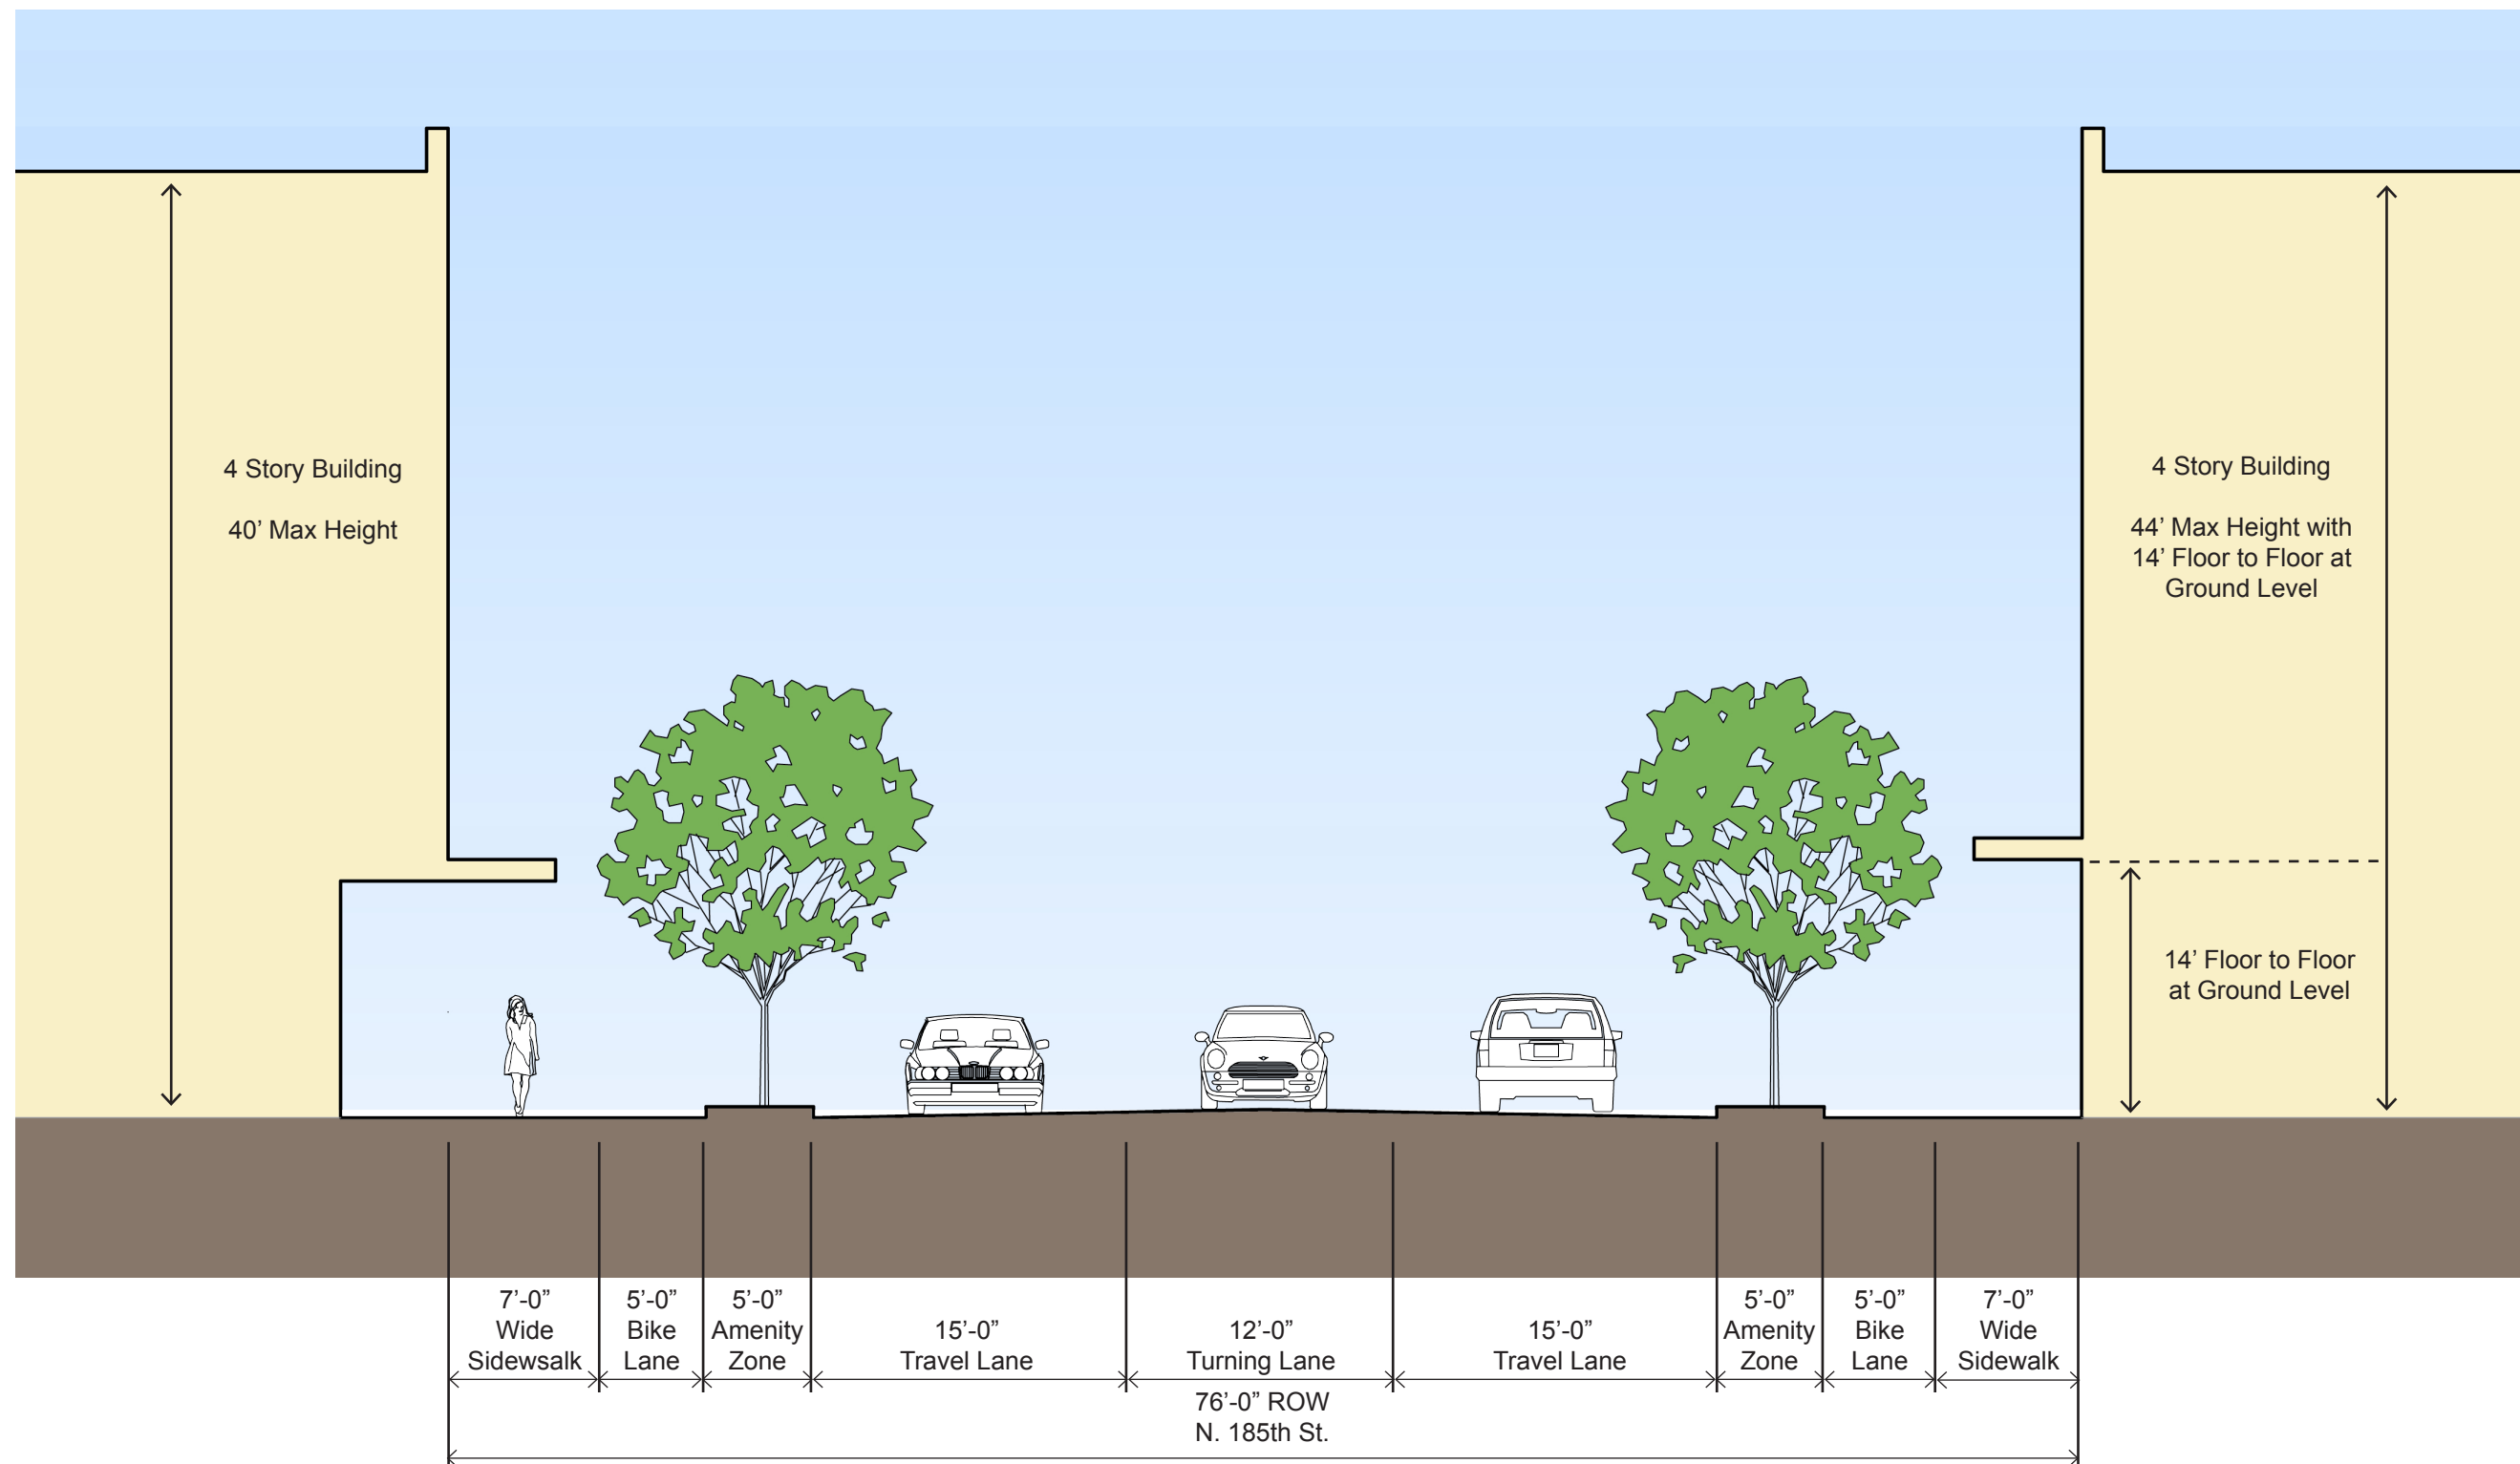 4 Story Building
40’ Max Height
4 Story Building
44’ Max Height with
14’ Floor to Floor at
Ground Level
14’ Floor to Floor
at Ground Level
7’-0”
Wide
Sidewsalk
5’-0”
Bike
Lane
5’-0”
Amenity
Zone
15’-0”
Travel Lane
12’-0”
Turning Lane
15’-0”
Travel Lane
5’-0”
Amenity
Zone
5’-0”
Bike
Lane
7’-0”
Wide
Sidewalk
76’-0” ROW
N. 185th St.